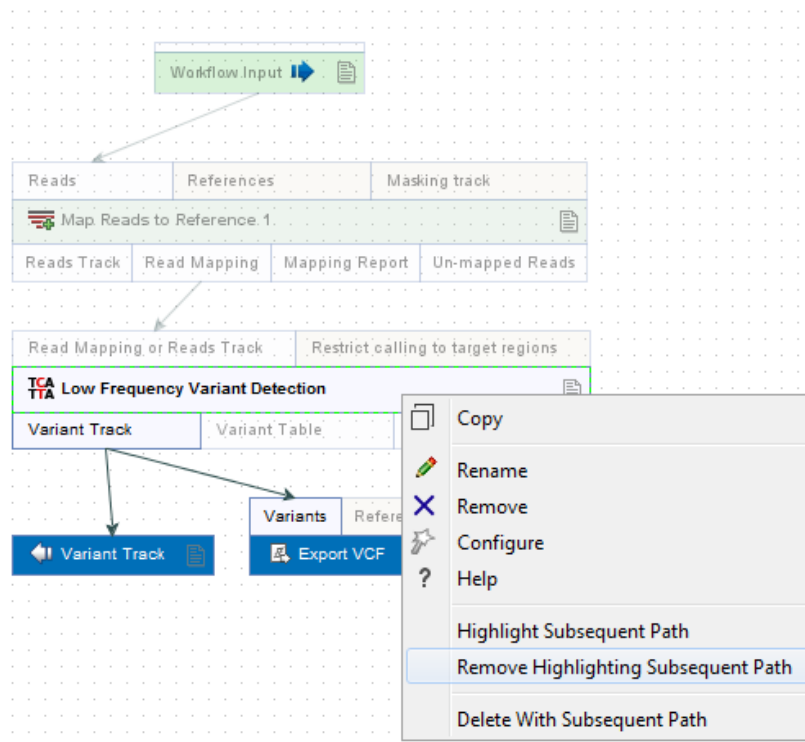 Workflow Input
Reads References Masking track
Map Reads to Reference 1
Reads Track Read Mapping Mapping Report Un-mapped Reads
Read Mapping or Reads Track Restrict calling to target regions
TCA
TTA
Low Frequency Variant Detection
Variant Track Variant Table
Variants Refere
Variant Track
Export VCF
Copy
Rename
Remove
Configure
? Help
Highlight Subsequent Path
Remove Highlighting Subsequent Path
Delete With Subsequent Path